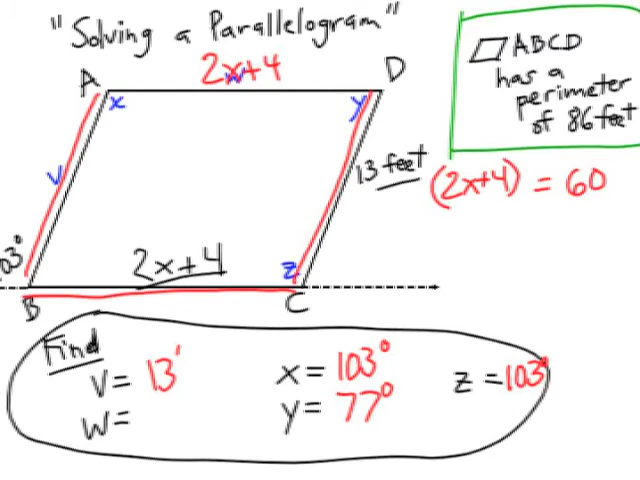 "Solving a Parallelogram"
2x+4
A
D
x
y
ABCD
has a
perimeter
of 86 feet
v
13 feet
(2x+4) = 60
03°
2x+4
z
B
C
Find
v= 13'
x= 103°
z = 103°
w=
y= 77°